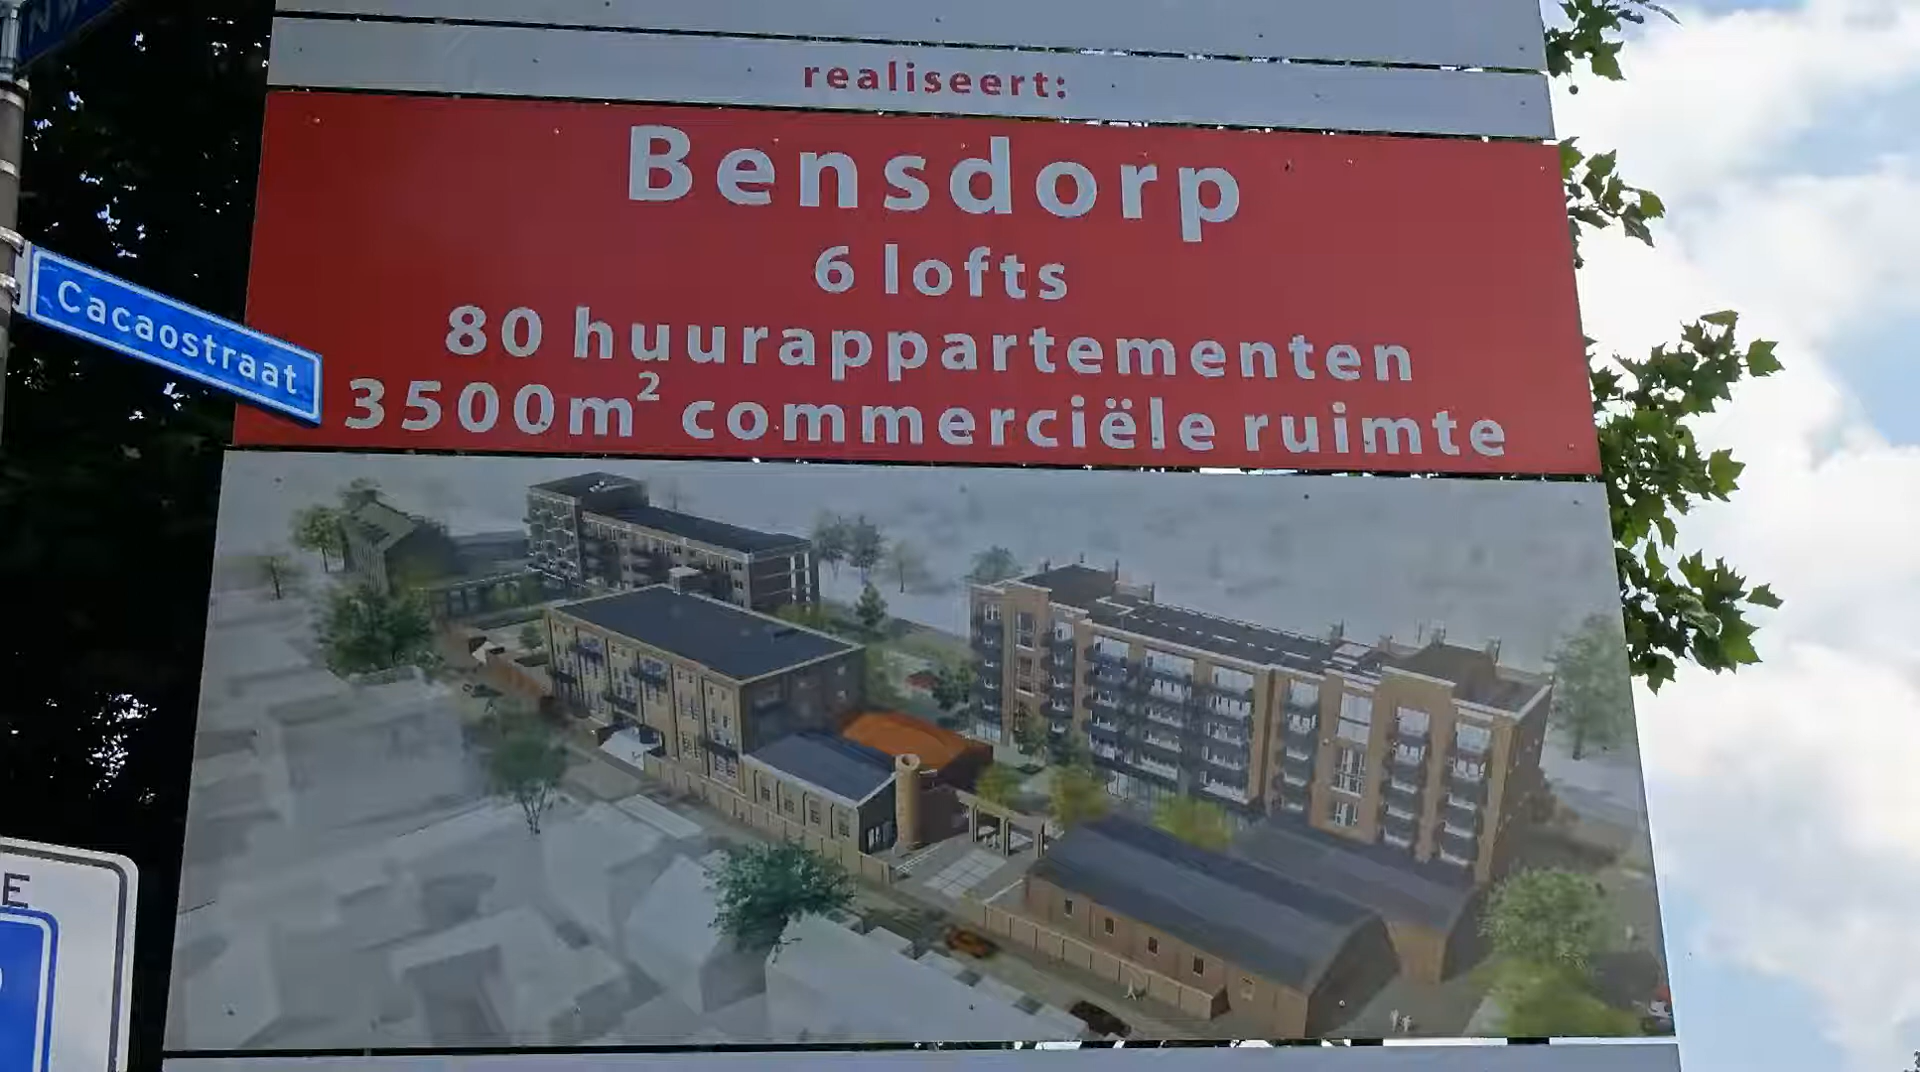 realiseert:
Bensdorp
6 lofts
80 huurappartementen
3500m² commerciële ruimte
Cacaostraat
E